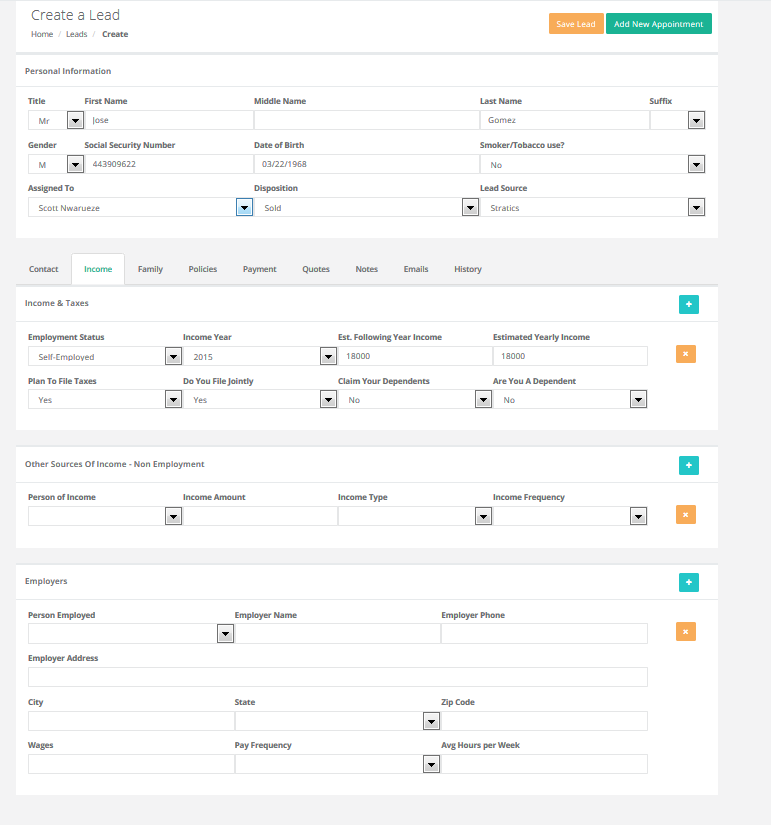 Create a Lead
Home / Leads / Create
Save Lead
Add New Appointment
Personal Information
Title First Name Middle Name Last Name Suffix
Mr Jose Gomez
Gender Social Security Number Date of Birth Smoker/Tobacco use?
M 443909622 03/22/1968 No
Assigned To Disposition Lead Source
Scott Nwarueze Sold Stratics
Contact Income Family Policies Payment Quotes Notes Emails History
Income & Taxes
+
Employment Status Income Year Est. Following Year Income Estimated Yearly Income
Self-Employed 2015 18000 18000
×
Plan To File Taxes Do You File Jointly Claim Your Dependents Are You A Dependent
Yes Yes No No
Other Sources Of Income - Non Employment
+
Person of Income Income Amount Income Type Income Frequency
×
Employers
+
Person Employed Employer Name Employer Phone
×
Employer Address
City State Zip Code
Wages Pay Frequency Avg Hours per Week